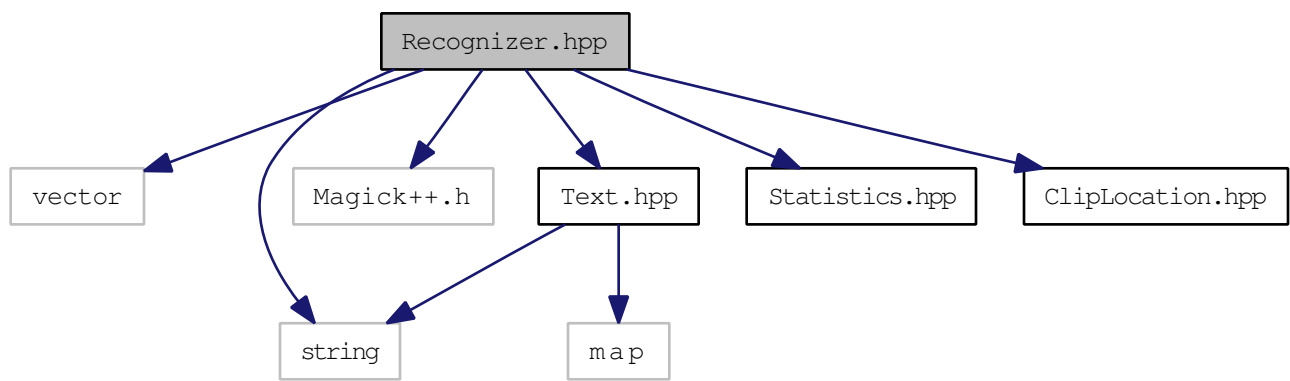 Recognizer.hpp
vector
Magick++.h
Text.hpp
Statistics.hpp
ClipLocation.hpp
string
map